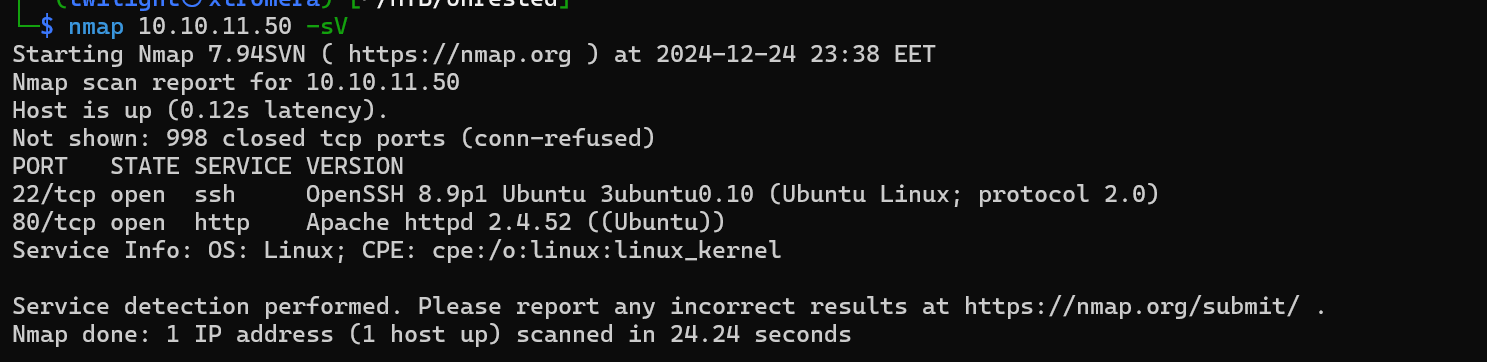 (twilight㉿xtromera) [~/HTB/Unrested]
└─$ nmap 10.10.11.50 -sV
Starting Nmap 7.94SVN ( https://nmap.org ) at 2024-12-24 23:38 EET
Nmap scan report for 10.10.11.50
Host is up (0.12s latency).
Not shown: 998 closed tcp ports (conn-refused)
PORT   STATE SERVICE VERSION
22/tcp open  ssh     OpenSSH 8.9p1 Ubuntu 3ubuntu0.10 (Ubuntu Linux; protocol 2.0)
80/tcp open  http    Apache httpd 2.4.52 ((Ubuntu))
Service Info: OS: Linux; CPE: cpe:/o:linux:linux_kernel
Service detection performed. Please report any incorrect results at https://nmap.org/submit/ .
Nmap done: 1 IP address (1 host up) scanned in 24.24 seconds